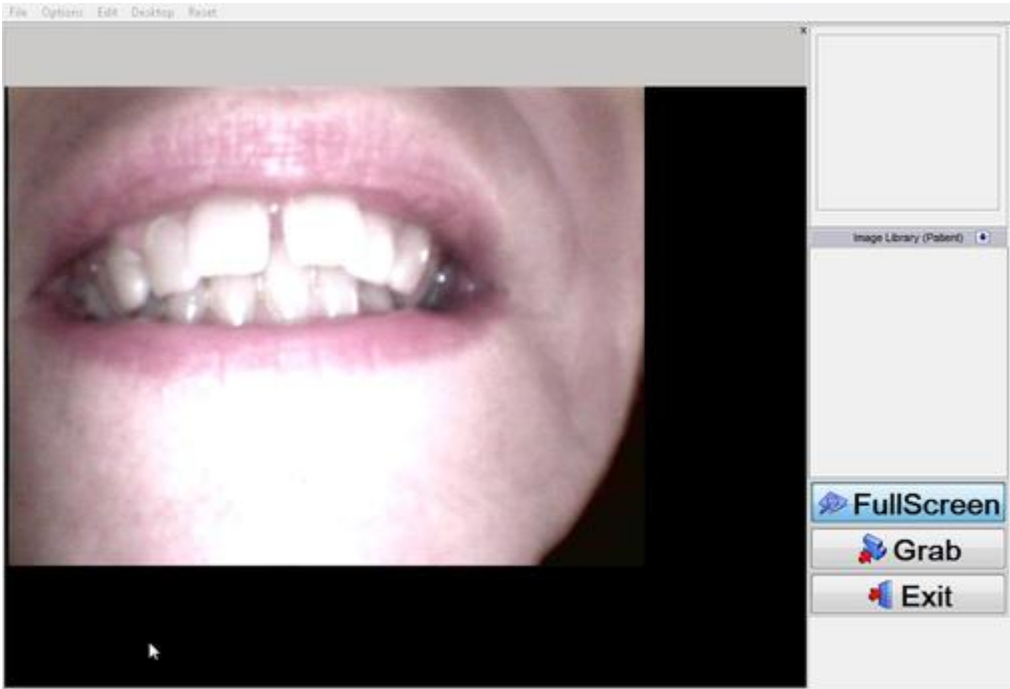 File Options Edit Desktop Reset
x
Image Library (Patient)
FullScreen
Grab
Exit